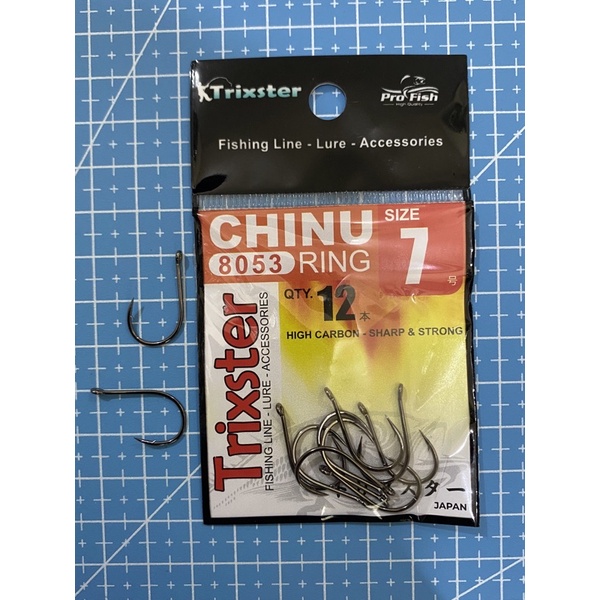 Trixster
Pro Fish
High Quality
Fishing Line - Lure - Accessories
CHINU
SIZE
8053 RING
7
号
QTY. 12 本
HIGH CARBON - SHARP & STRONG
Trixster
FISHING LINE - LURE - ACCESSORIES
スター
JAPAN